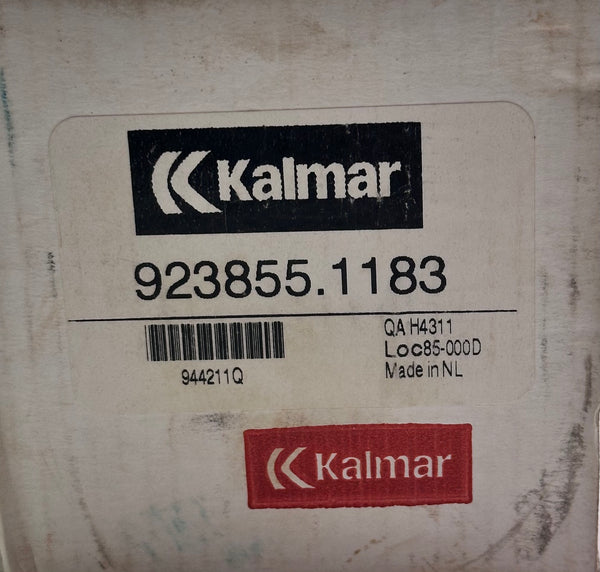 Kalmar
923855.1183
QA H4311
Loc85-000D
944211Q
Made in NL
Kalmar